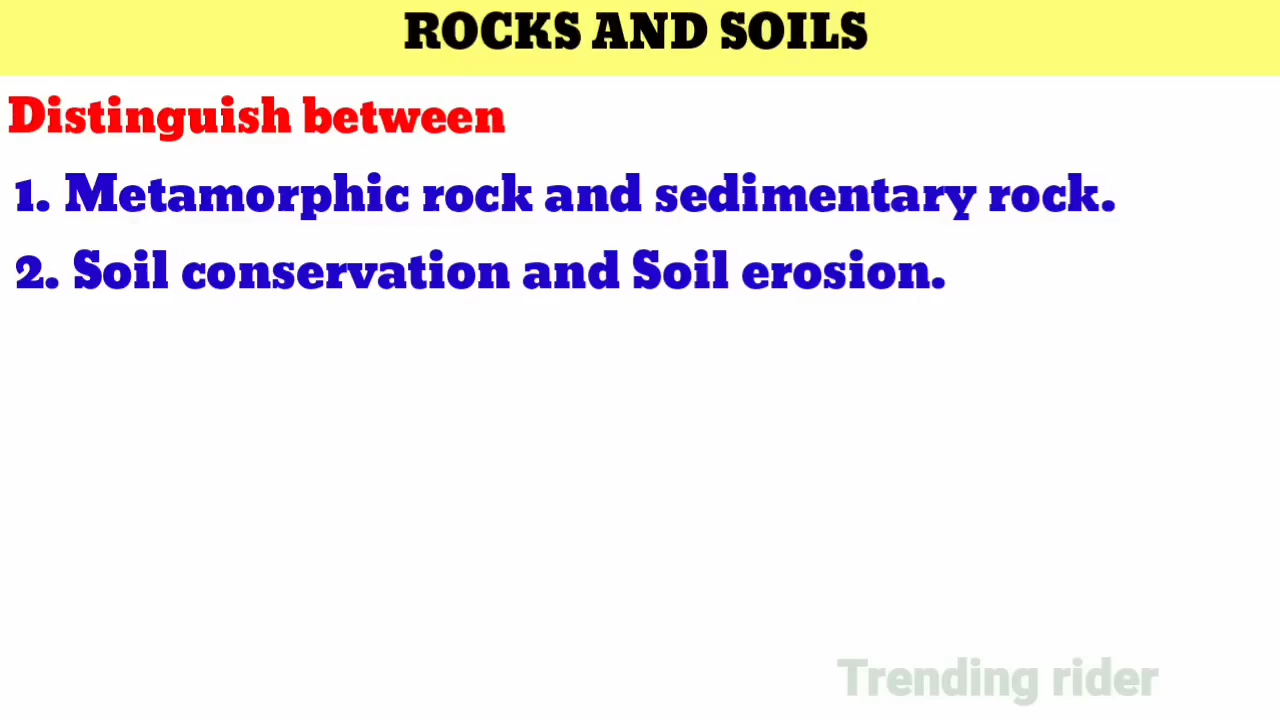 ROCKS AND SOILS
Distinguish between
1. Metamorphic rock and sedimentary rock.
2. Soil conservation and Soil erosion.
Trending rider